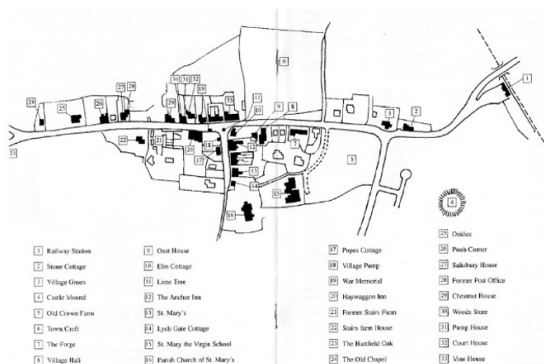 1 Railway Station
2 Stone Cottage
3 Village Green
4 Castle Mound
5 Old Crown Farm
6 Town Croft
7 The Forge
Village Hall
9 Oast House
10 Elm Cottage
11 Lime Tree
12 The Anchor Inn
13 St. Mary's
14 Lych Gate Cottage
15 St. Mary the Virgin School
16 Parish Church of St. Mary's
17 Popes Cottage
18 Village Pump
19 War Memorial
20 Haywaggon Inn
21 Former Stairs Farm
22 Stairs farm House
23 The Hartfield Oak
24 The Old Chapel
25 Oaklea
26 Pooh Corner
27 Salisbury House
28 Former Post Office
29 Chestnut House
30 Weeds Store
31 Pump House
32 Court House
33 Vine House